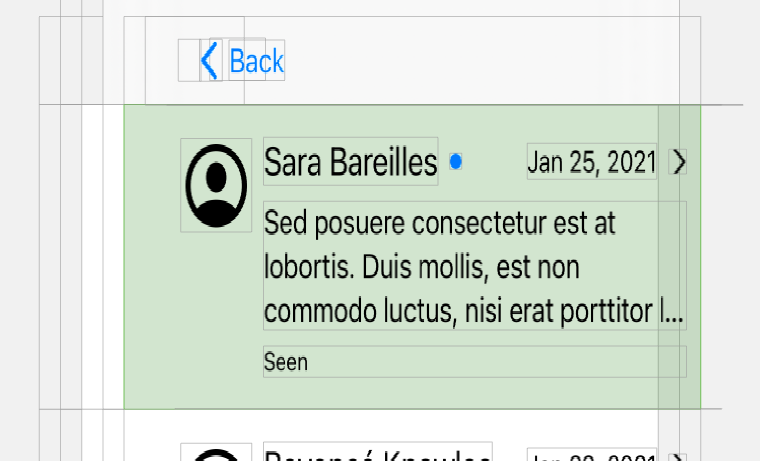 Back
Sara Bareilles
Jan 25, 2021
Sed posuere consectetur est at
lobortis. Duis mollis, est non
commodo luctus, nisi erat porttitor l...
Seen